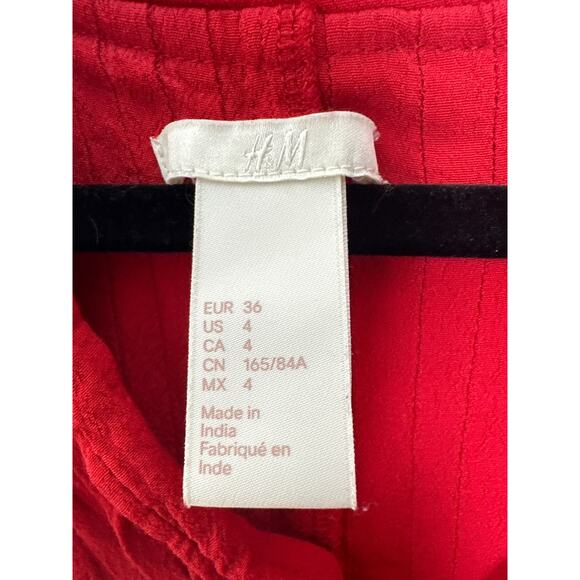 H&M
EUR 36
US 4
CA 4
CN 165/84A
MX 4
Made in
India
Fabriqué en
Inde